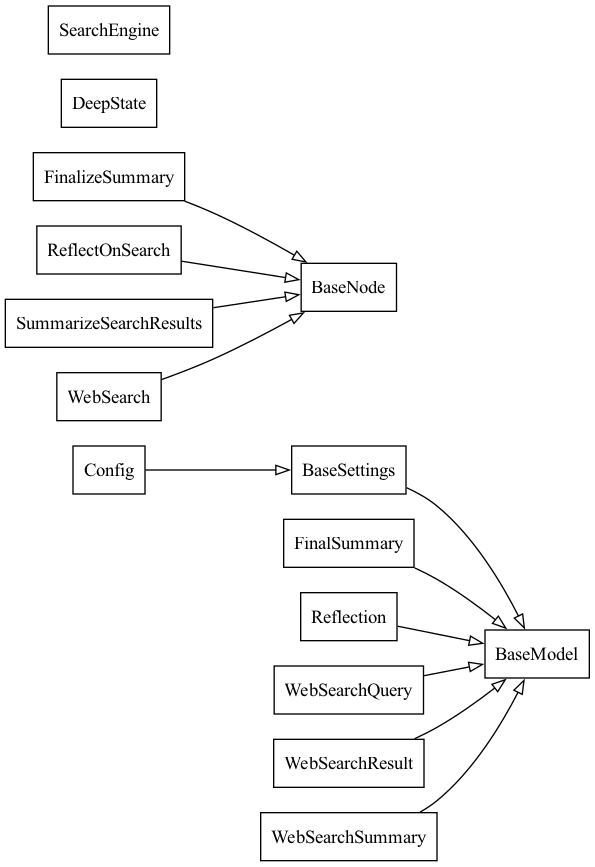 SearchEngine
DeepState
FinalizeSummary
ReflectOnSearch
BaseNode
SummarizeSearchResults
WebSearch
Config
BaseSettings
FinalSummary
Reflection
BaseModel
WebSearchQuery
WebSearchResult
WebSearchSummary